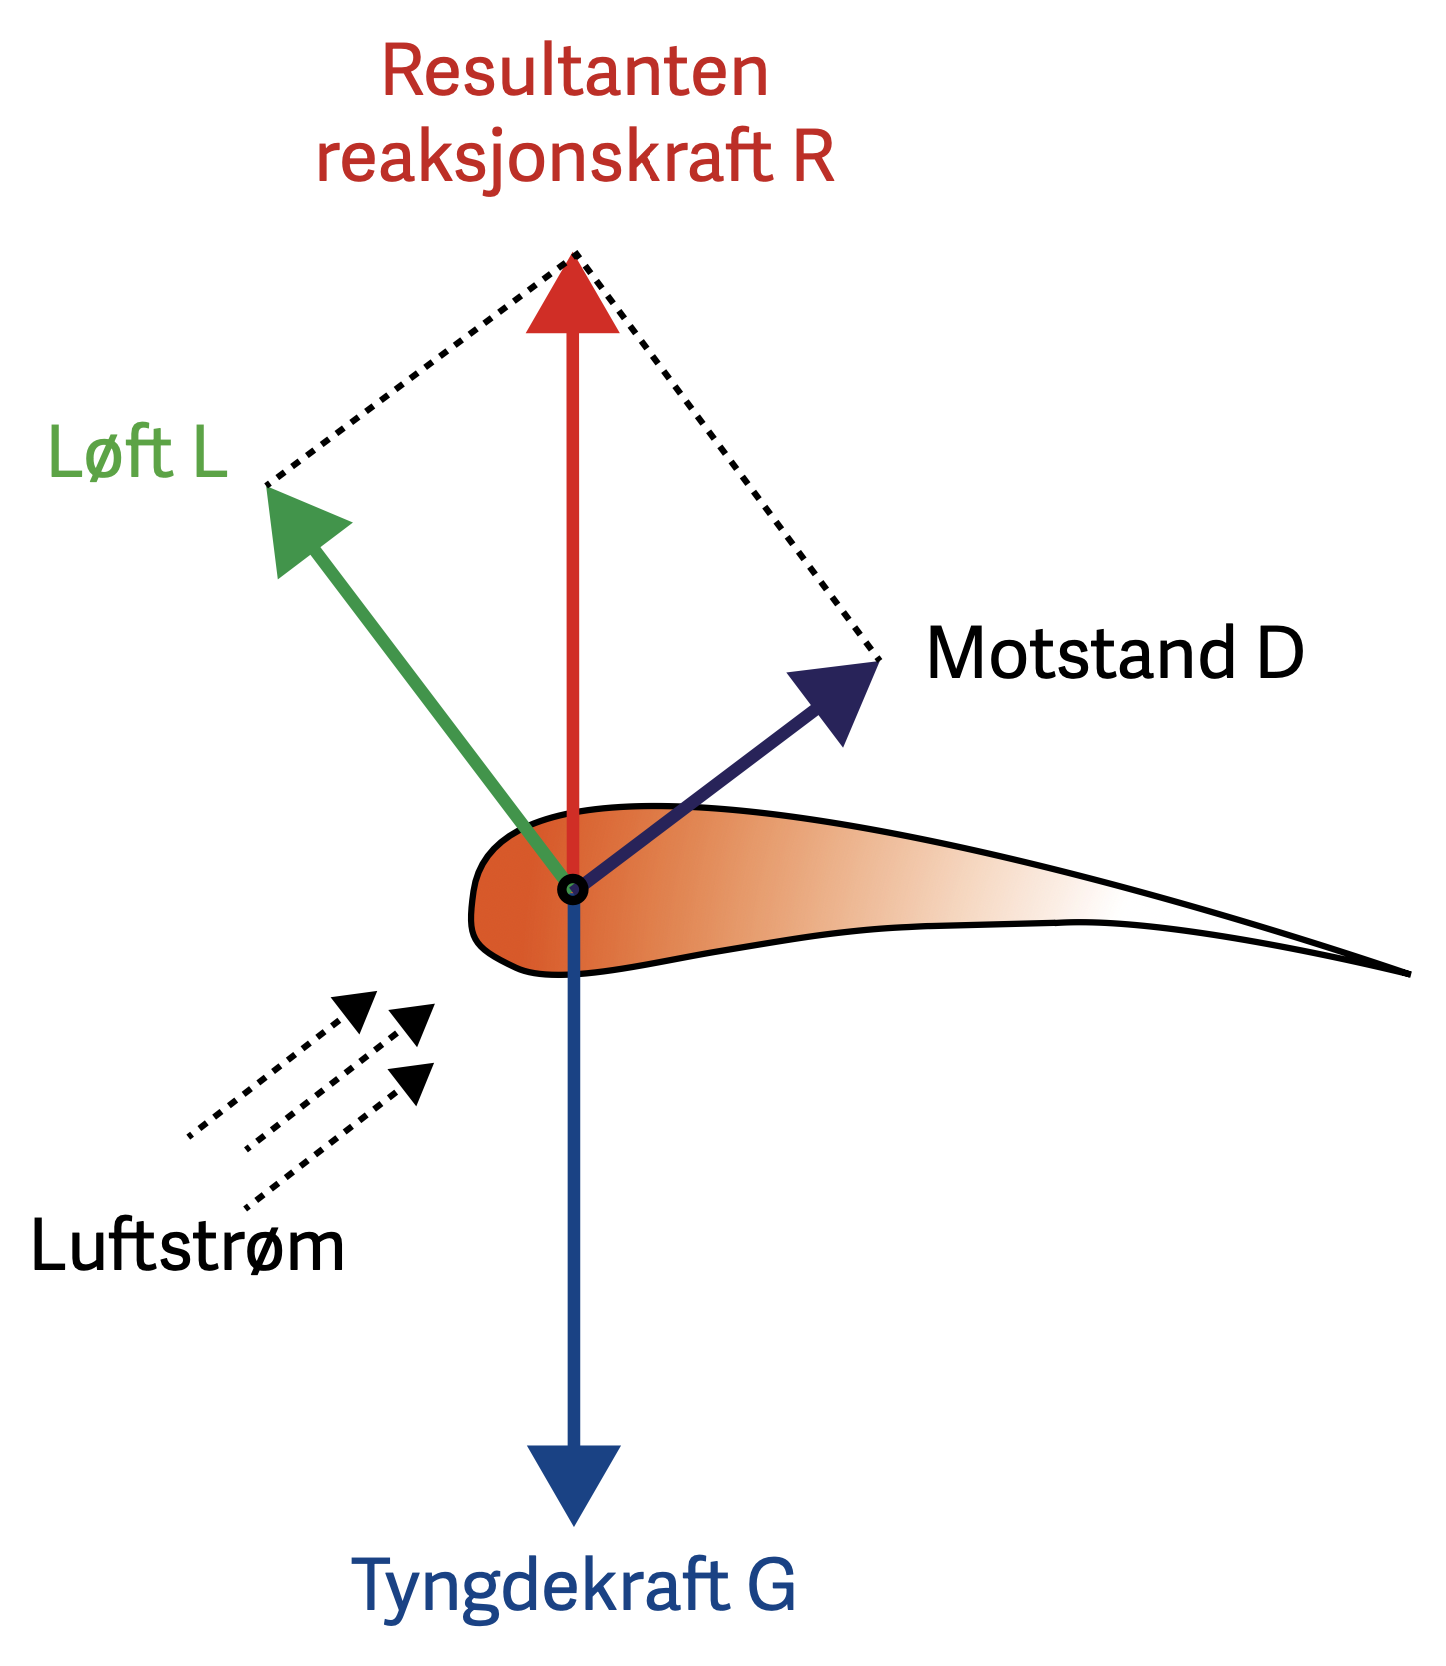 Resultanten
reaksjonskraft R
Løft L
Motstand D
Luftstrøm
Tyngdekraft G